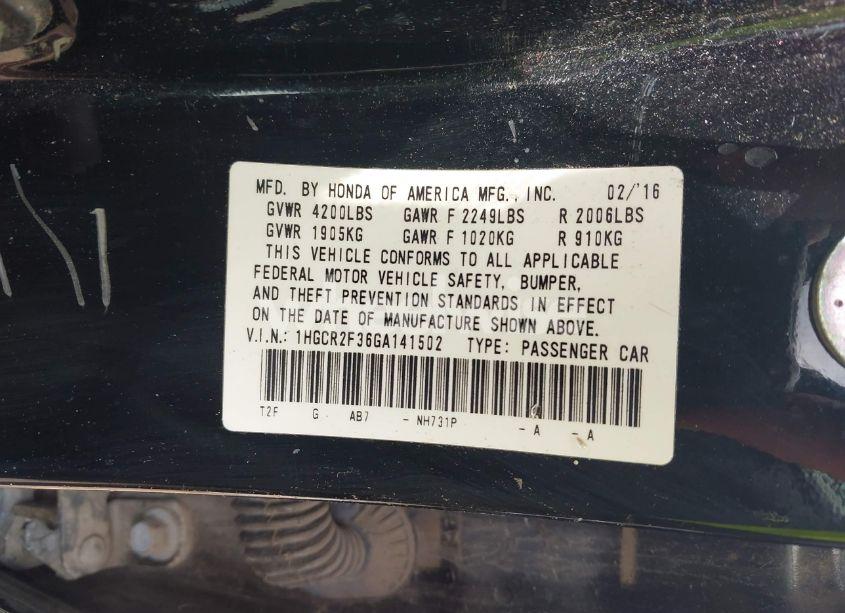 MFD. BY HONDA OF AMERICA MFG., INC. 02/'16
GVWR 4200LBS GAWR F 2249LBS R 2006LBS
GVWR 1905KG GAWR F 1020KG R 910KG
THIS VEHICLE CONFORMS TO ALL APPLICABLE
FEDERAL MOTOR VEHICLE SAFETY, BUMPER,
AND THEFT PREVENTION STANDARDS IN EFFECT
ON THE DATE OF MANUFACTURE SHOWN ABOVE.
V.I.N.: 1HGCR2F36GA141502 TYPE: PASSENGER CAR
T2F G AB7 - NH731P - A - A